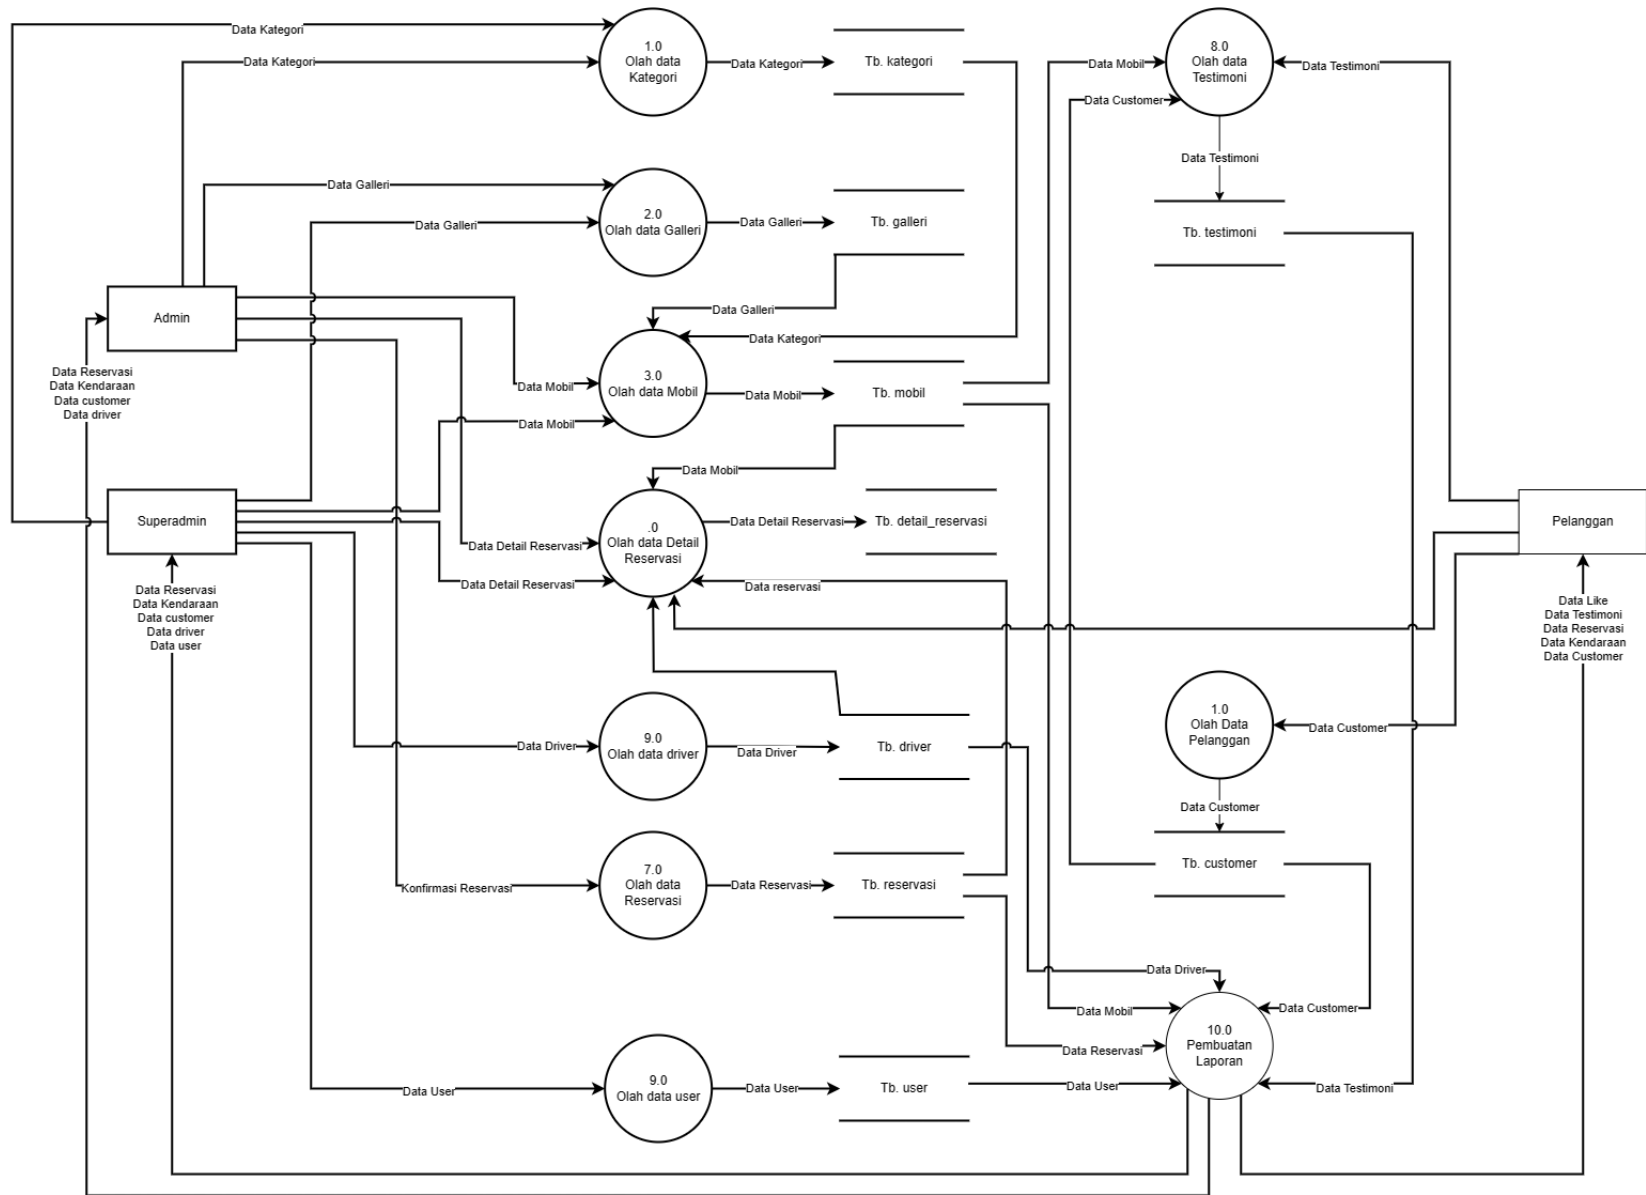 Data Kategori
1.0
Olah data
Kategori
Data Kategori
Data Kategori
Tb. kategori
Data Mobil
8.0
Olah data
Testimoni
Data Testimoni
Data Customer
Data Testimoni
Data Galleri
2.0
Olah data Galleri
Data Galleri
Data Galleri
Tb. galleri
Tb. testimoni
Admin
Data Galleri
Data Kategori
Data Reservasi
Data Kendaraan
Data customer
Data driver
Data Mobil
3.0
Olah data Mobil
Data Mobil
Tb. mobil
Data Mobil
Data Mobil
Superadmin
.0
Olah data Detail
Reservasi
Data Detail Reservasi
Tb. detail_reservasi
Pelanggan
Data Detail Reservasi
Data Detail Reservasi
Data reservasi
Data Reservasi
Data Kendaraan
Data customer
Data driver
Data user
Data Like
Data Testimoni
Data Reservasi
Data Kendaraan
Data Customer
1.0
Olah Data
Pelanggan
Data Customer
Data Driver
9.0
Olah data driver
Data Driver
Tb. driver
Data Customer
Tb. customer
Konfirmasi Reservasi
7.0
Olah data
Reservasi
Data Reservasi
Tb. reservasi
Data Driver
Data Mobil
Data Customer
10.0
Pembuatan
Laporan
Data Reservasi
Data User
9.0
Olah data user
Data User
Tb. user
Data User
Data Testimoni